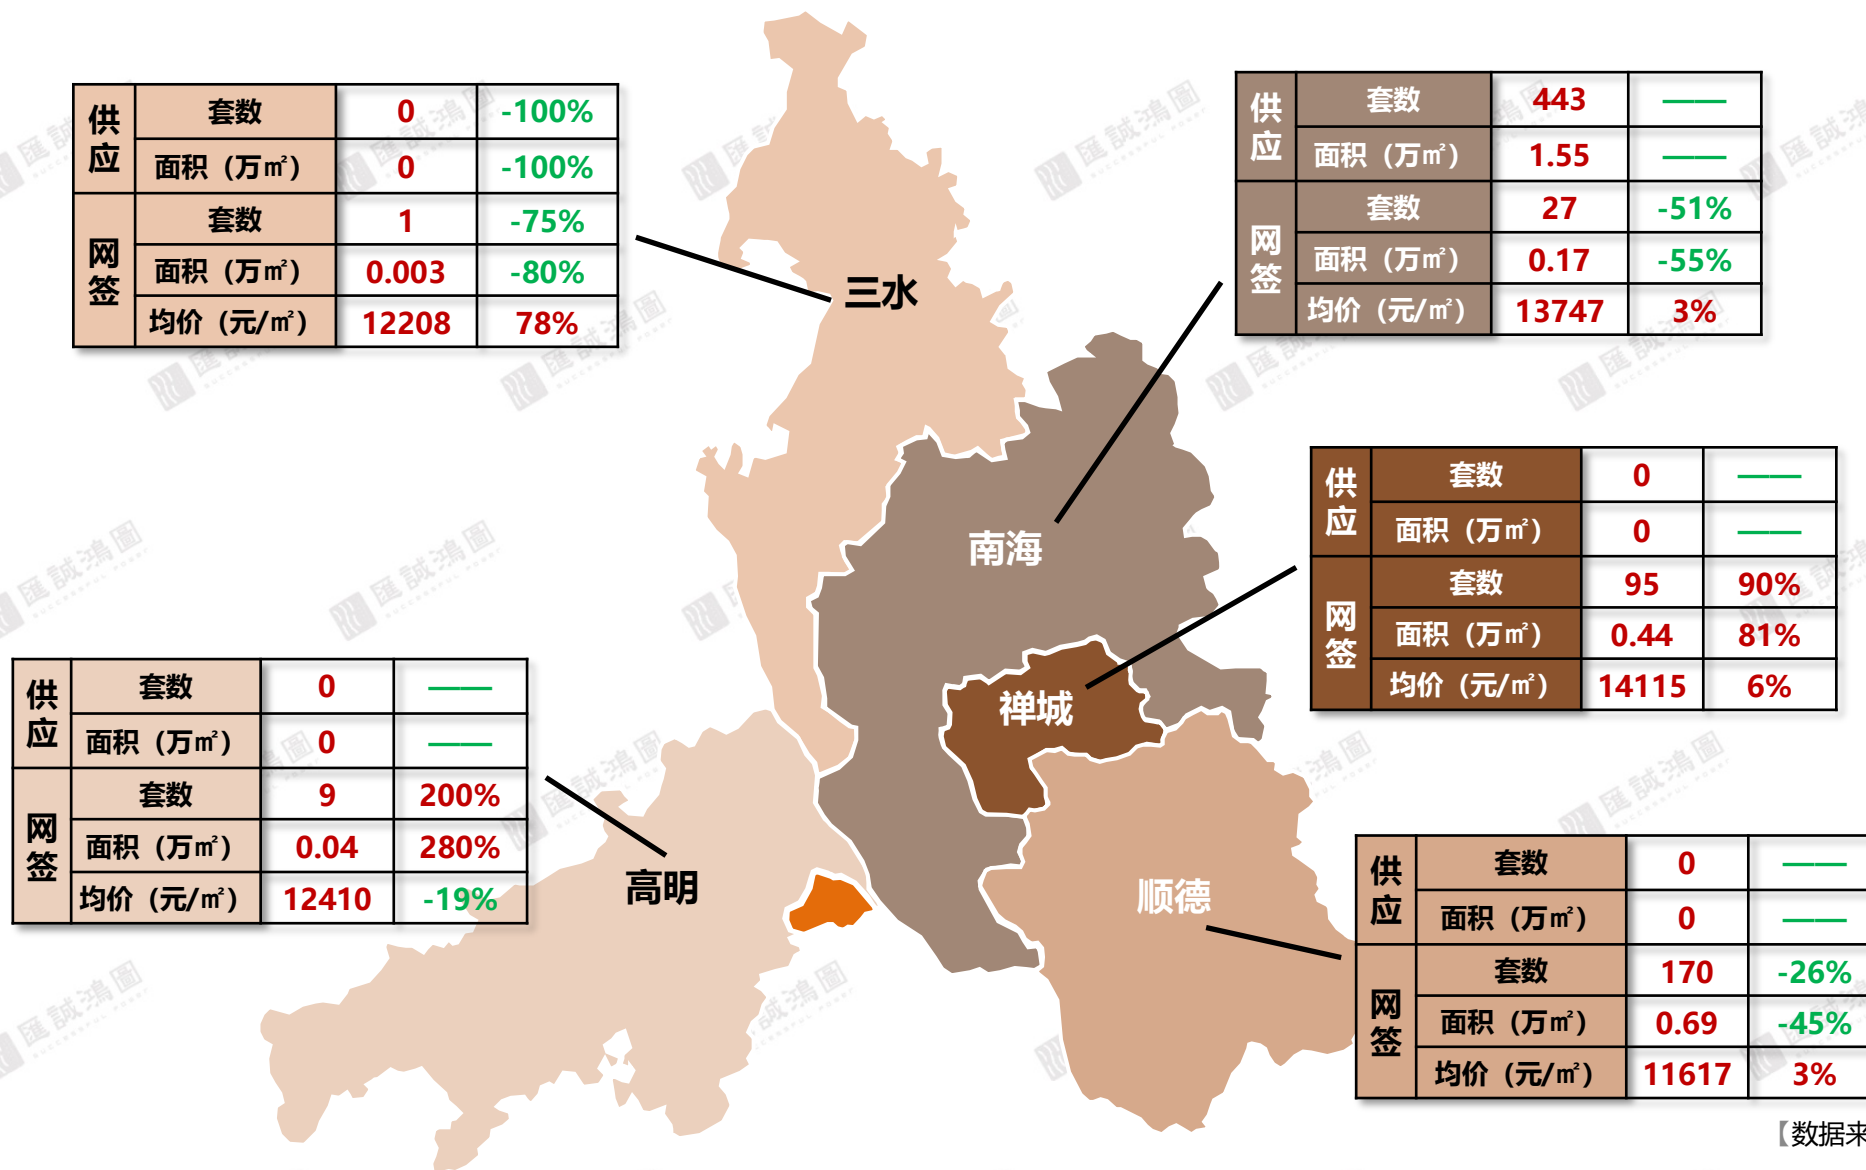 供应 套数 0 -100%
面积（万㎡） 0 -100%
网签 套数 1 -75%
面积（万㎡） 0.003 -80%
均价（元/㎡） 12208 78%
供应 套数 443 ——
面积（万㎡） 1.55 ——
网签 套数 27 -51%
面积（万㎡） 0.17 -55%
均价（元/㎡） 13747 3%
三水
南海
供应 套数 0 ——
面积（万㎡） 0 ——
网签 套数 95 90%
面积（万㎡） 0.44 81%
均价（元/㎡） 14115 6%
禅城
供应 套数 0 ——
面积（万㎡） 0 ——
网签 套数 9 200%
面积（万㎡） 0.04 280%
均价（元/㎡） 12410 -19%
高明
顺德
供应 套数 0 ——
面积（万㎡） 0 ——
网签 套数 170 -26%
面积（万㎡） 0.69 -45%
均价（元/㎡） 11617 3%
【数据来
匯誠鴻圖